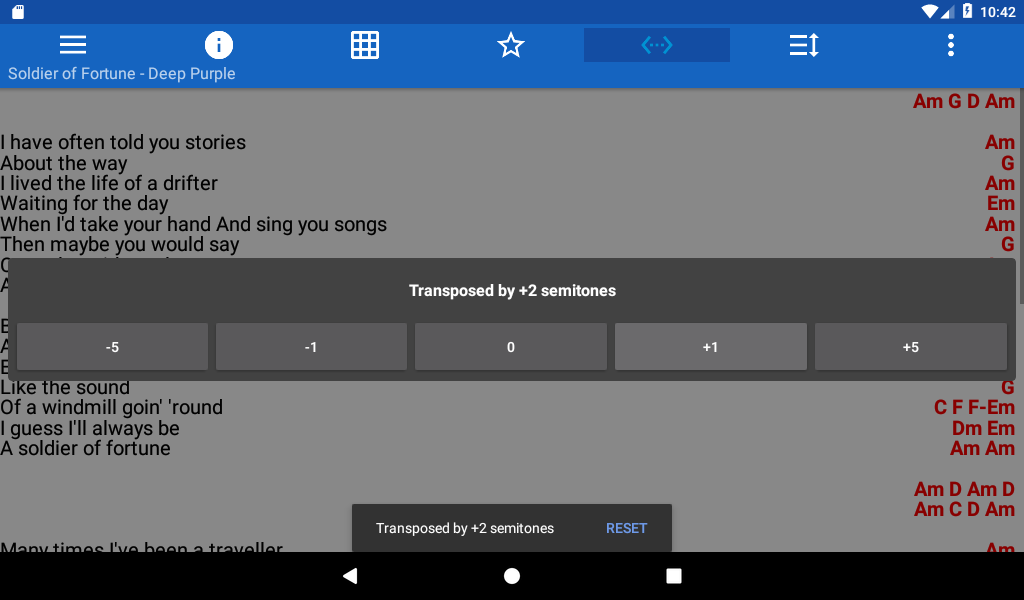 10:42
Soldier of Fortune - Deep Purple
Am G D Am
I have often told you stories Am
About the way G
I lived the life of a drifter Am
Waiting for the day Em
When I'd take your hand And sing you songs Am
Then maybe you would say G
Transposed by +2 semitones
-5 -1 0 +1 +5
Like the sound G
Of a windmill goin' 'round C F F-Em
I guess I'll always be Dm Em
A soldier of fortune Am Am
Am D Am D
Am C D Am
Transposed by +2 semitones RESET
Many times I've been a traveller Am